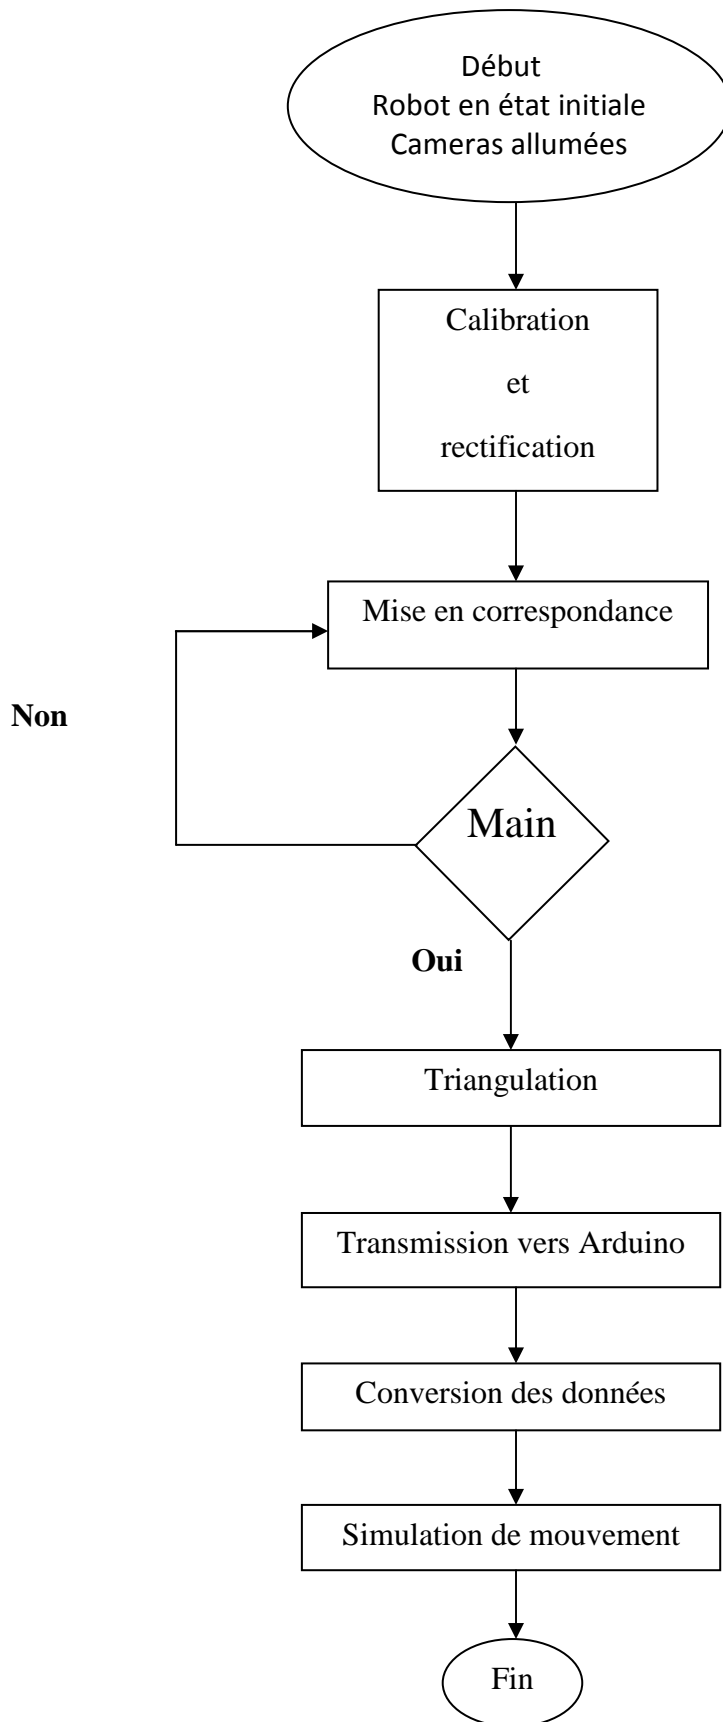 Début
Robot en état initiale
Cameras allumées
Calibration
et
rectification
Mise en correspondance
Non
Main
Oui
Triangulation
Transmission vers Arduino
Conversion des données
Simulation de mouvement
Fin